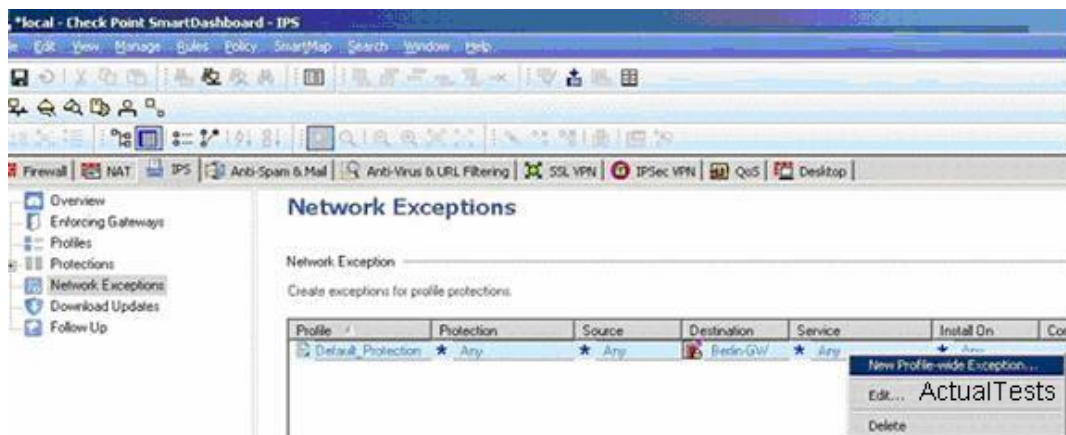 *local - Check Point SmartDashboard - IPS
Edit View Manage Rules Policy SmartMap Search Window Help
Firewall NAT IPS Anti-Spam & Mail Anti-Virus & URL Filtering SSL VPN IPSec VPN QoS Desktop
Overview
Enforcing Gateways
Profiles
Protections
Network Exceptions
Download Updates
Follow Up
Network Exceptions
Network Exception
Create exceptions for profile protections.
Profile Protection Source Destination Service Install On Co
Default_Protection * Any * Any Berlin-GW * Any * Any
New Profile-wide Exception...
Edit... ActualTests
Delete